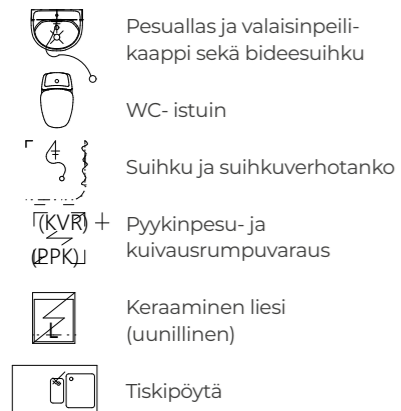 Pesuallas ja valaisinpeili-
kaappi sekä bideesuihku
WC- istuin
Suihku ja suihkuverhotanko
(KVR) +
(PPK)
Pyykinpesu- ja
kuivausrumpuvaraus
L
Keraaminen liesi
(uunillinen)
Tiskipöytä